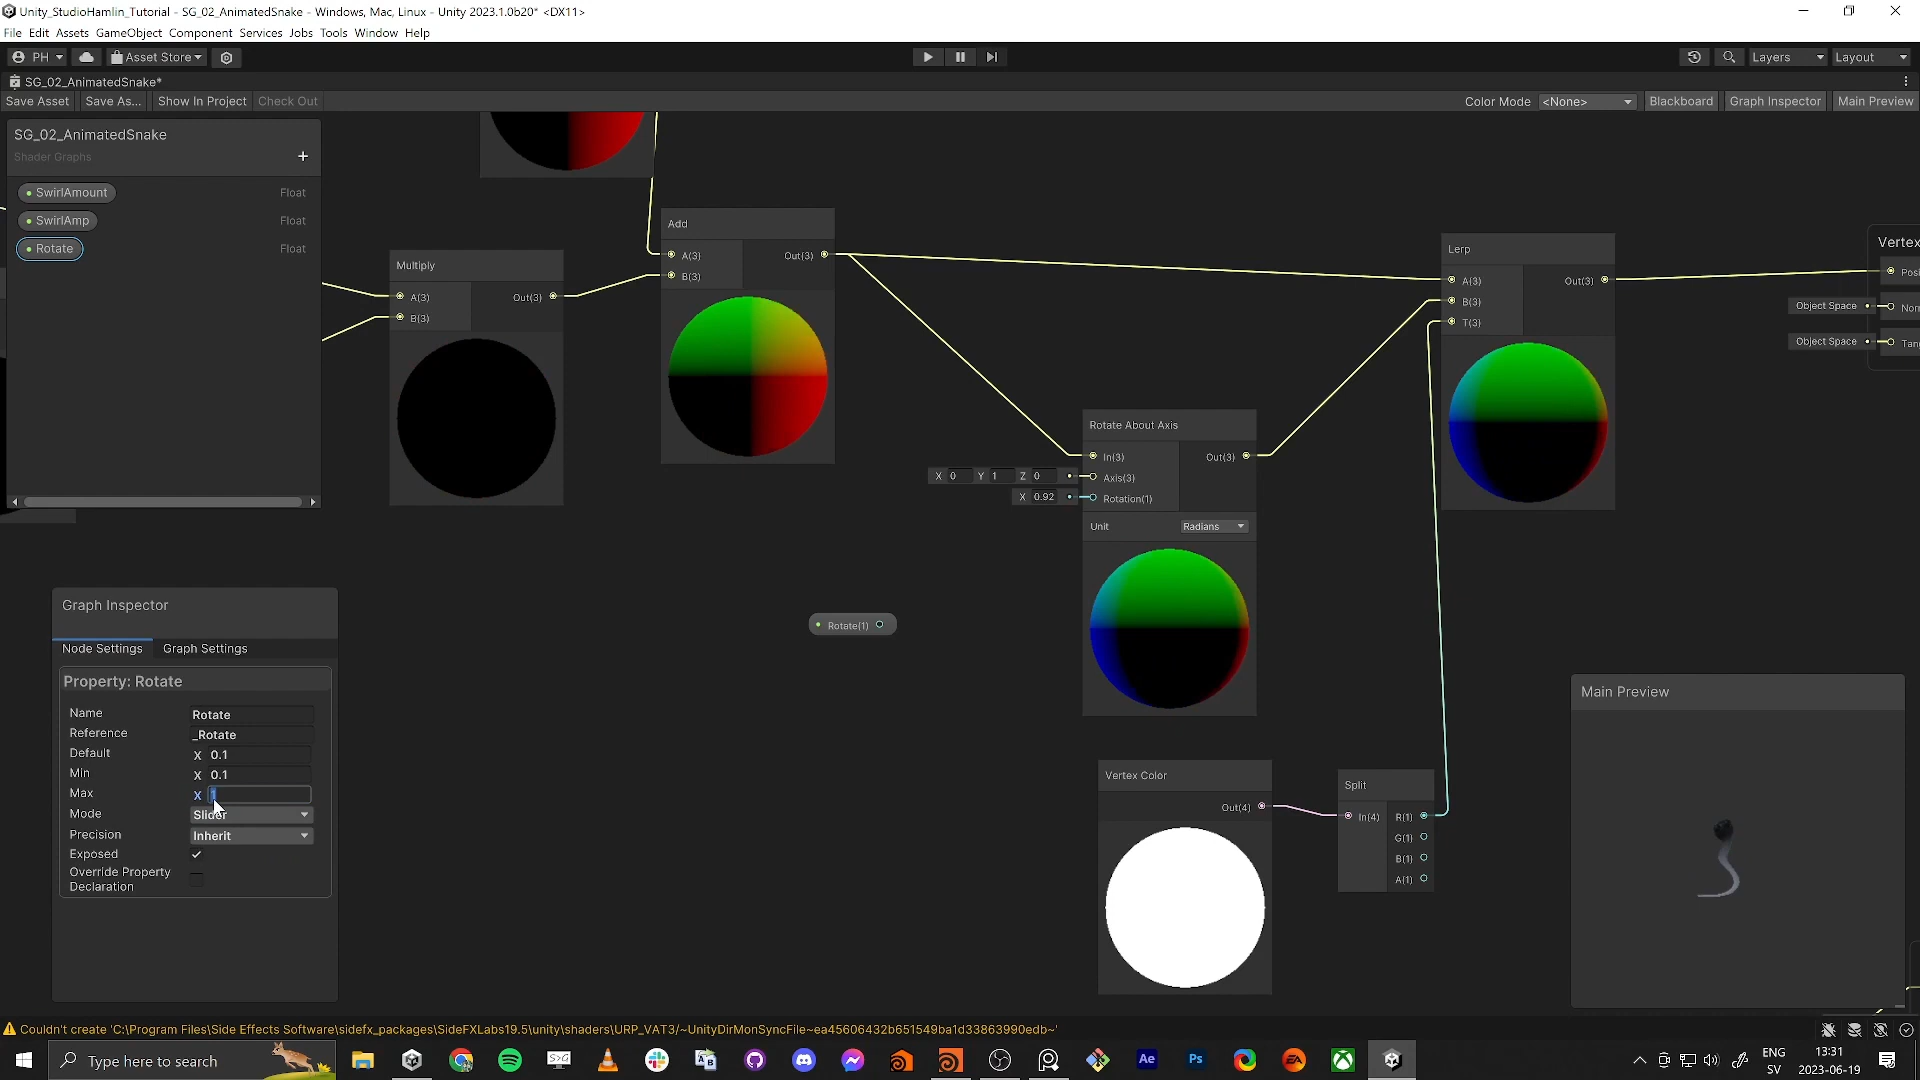 Unity_StudioHamlin_Tutorial - SG_02_AnimatedSnake - Windows, Mac, Linux - Unity 2023.1.0b20* <DX11>
File Edit Assets GameObject Component Services Jobs Tools Window Help
PH Asset Store Layers Layout
SG_02_AnimatedSnake*
Save Asset Save As... Show In Project Check Out Color Mode <None> Blackboard Graph Inspector Main Preview
SG_02_AnimatedSnake
Shader Graphs
SwirlAmount Float
SwirlAmp Float
Rotate Float
Multiply
A(3) Out(3)
B(3)
Add
A(3) Out(3)
B(3)
Lerp
A(3) Out(3)
B(3)
T(3)
Vertex
Posi
Object Space Nor
Object Space Tang
Rotate About Axis
In(3) Out(3)
X 0 Y 1 Z 0 Axis(3)
X 0.92 Rotation(1)
Unit Radians
Rotate(1)
Graph Inspector
Node Settings Graph Settings
Property: Rotate
Name Rotate
Reference _Rotate
Default X 0.1
Min X 0.1
Max X 1
Mode Slider
Precision Inherit
Exposed
Override Property
Declaration
Vertex Color
Out(4)
Split
In(4) R(1)
G(1)
B(1)
A(1)
Main Preview
Couldn't create 'C:\Program Files\Side Effects Software\sidefx_packages\SideFXLabs19.5\unity\shaders\URP_VAT3/~UnityDirMonSyncFile~ea45606432b651549ba1d33863990edb~'
Type here to search
Ae Ps EA
ENG
SV
13:31
2023-06-19